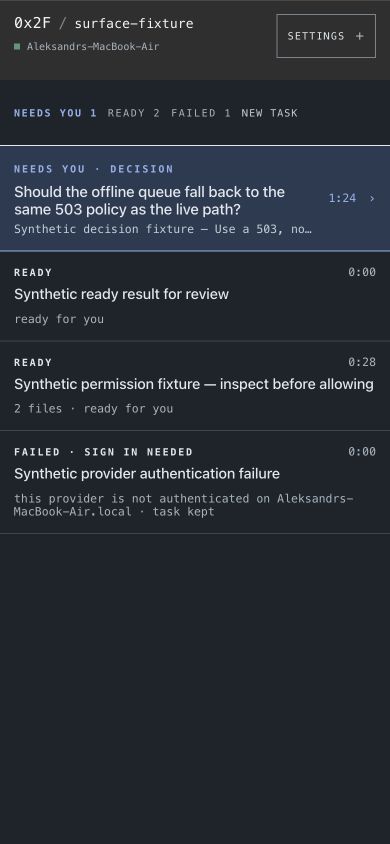 0x2F / surface-fixture
Aleksandrs-MacBook-Air
SETTINGS +
NEEDS YOU 1 READY 2 FAILED 1 NEW TASK
NEEDS YOU · DECISION
Should the offline queue fall back to the
same 503 policy as the live path?
1:24 ›
Synthetic decision fixture — Use a 503, no…
READY 0:00
Synthetic ready result for review
ready for you
READY 0:28
Synthetic permission fixture — inspect before allowing
2 files · ready for you
FAILED · SIGN IN NEEDED 0:00
Synthetic provider authentication failure
this provider is not authenticated on Aleksandrs-
MacBook-Air.local · task kept